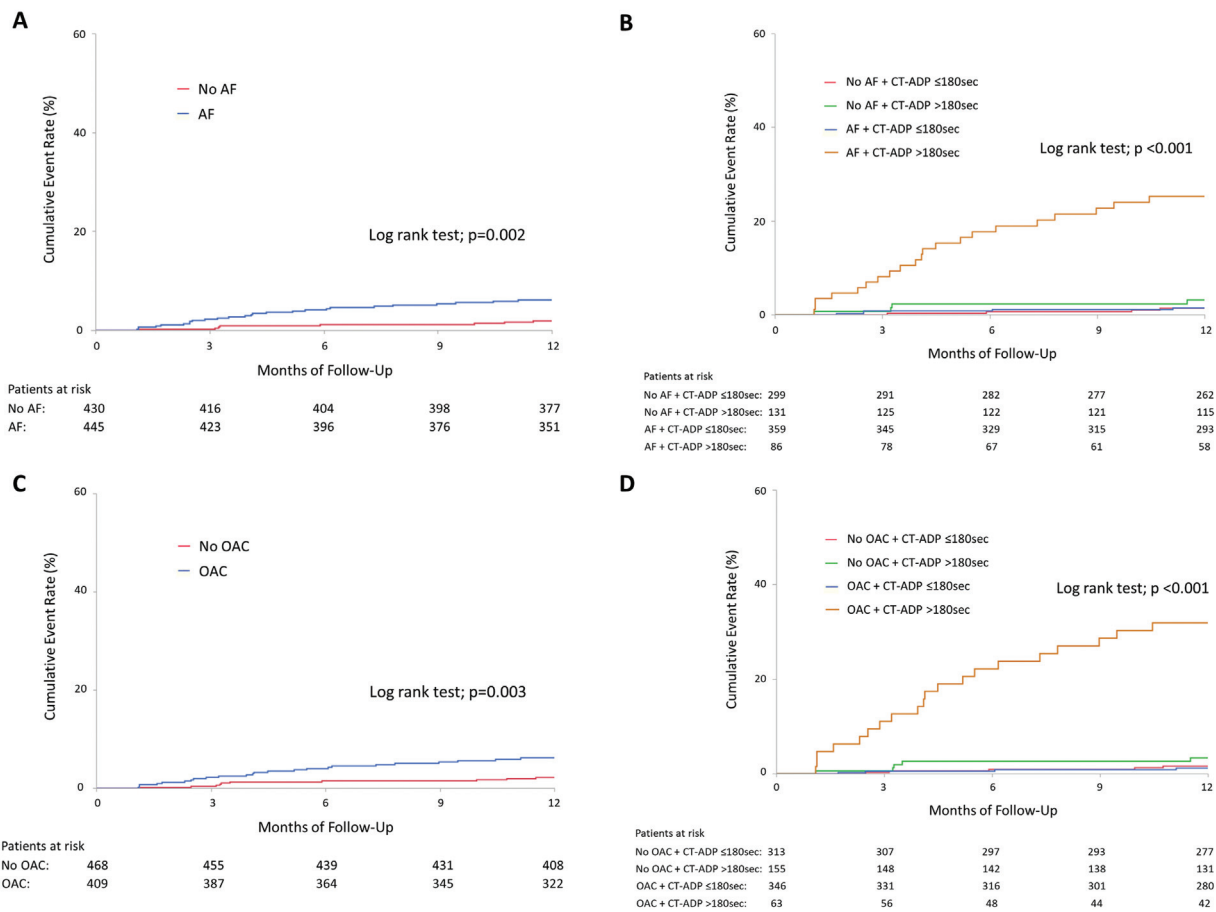 A
60
40
20
0
Cumulative Event Rate (%)
No AF
AF
Log rank test; p=0.002
0 3 6 9 12
Months of Follow-Up
Patients at risk
No AF: 430 416 404 398 377
AF: 445 423 396 376 351
B
60
40
20
0
Cumulative Event Rate (%)
No AF + CT-ADP ≤180sec
No AF + CT-ADP >180sec
AF + CT-ADP ≤180sec
AF + CT-ADP >180sec
Log rank test; p <0.001
0 3 6 9 12
Months of Follow-Up
Patients at risk
No AF + CT-ADP ≤180sec: 299 291 282 277 262
No AF + CT-ADP >180sec: 131 125 122 121 115
AF + CT-ADP ≤180sec: 359 345 329 315 293
AF + CT-ADP >180sec: 86 78 67 61 58
C
60
40
20
0
Cumulative Event Rate (%)
No OAC
OAC
Log rank test; p=0.003
0 3 6 9 12
Months of Follow-Up
Patients at risk
No OAC: 468 455 439 431 408
OAC: 409 387 364 345 322
D
60
40
20
0
Cumulative Event Rate (%)
No OAC + CT-ADP ≤180sec
No OAC + CT-ADP >180sec
OAC + CT-ADP ≤180sec
OAC + CT-ADP >180sec
Log rank test; p <0.001
0 3 6 9 12
Months of Follow-Up
Patients at risk
No OAC + CT-ADP ≤180sec: 313 307 297 293 277
No OAC + CT-ADP >180sec: 155 148 142 138 131
OAC + CT-ADP ≤180sec: 346 331 316 301 280
OAC + CT-ADP >180sec: 63 56 48 44 42